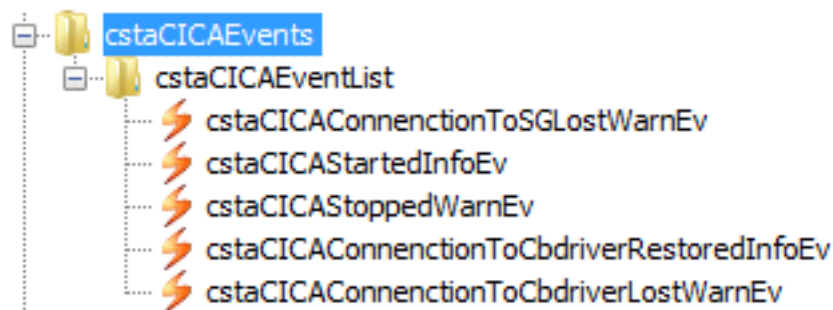 cstaCICAEvents
cstaCICAEventList
cstaCICAConnenctionToSGLostWarnEv
cstaCICAStartedInfoEv
cstaCICAStoppedWarnEv
cstaCICAConnenctionToCbdriverRestoredInfoEv
cstaCICAConnenctionToCbdriverLostWarnEv